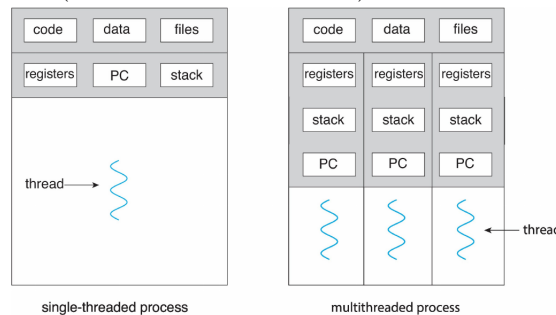 code data files
registers PC stack
thread
single-threaded process
code data files
registers registers registers
stack stack stack
PC PC PC
thread
multithreaded process